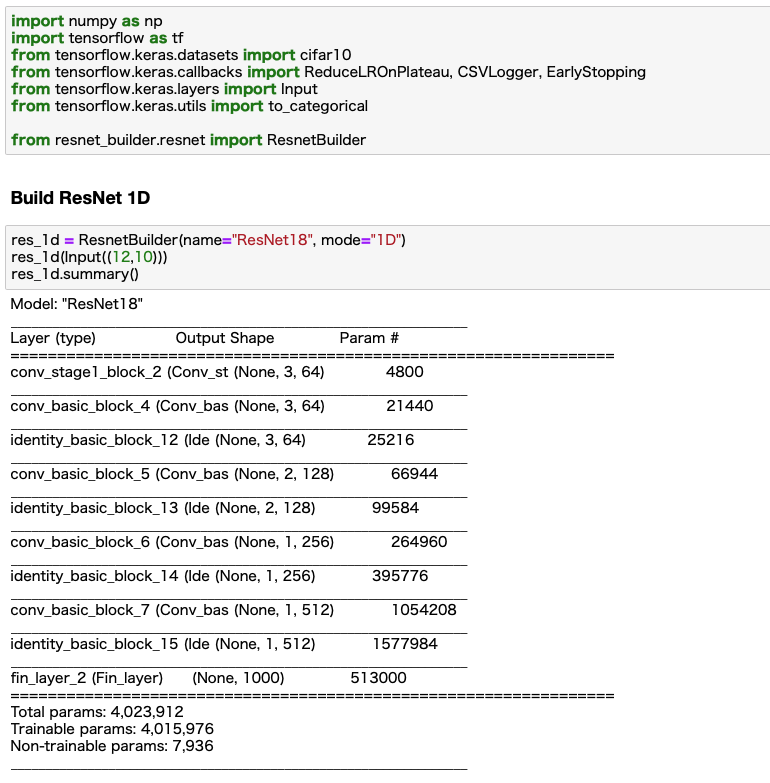 import numpy as np
import tensorflow as tf
from tensorflow.keras.datasets import cifar10
from tensorflow.keras.callbacks import ReduceLROnPlateau, CSVLogger, EarlyStopping
from tensorflow.keras.layers import Input
from tensorflow.keras.utils import to_categorical

from resnet_builder.resnet import ResnetBuilder

Build ResNet 1D

res_1d = ResnetBuilder(name="ResNet18", mode="1D")
res_1d(Input((12,10)))
res_1d.summary()
Model: "ResNet18"
_________________________________________________________________
Layer (type)                 Output Shape              Param #
=================================================================
conv_stage1_block_2 (Conv_st (None, 3, 64)             4800
_________________________________________________________________
conv_basic_block_4 (Conv_bas (None, 3, 64)             21440
_________________________________________________________________
identity_basic_block_12 (Ide (None, 3, 64)             25216
_________________________________________________________________
conv_basic_block_5 (Conv_bas (None, 2, 128)            66944
_________________________________________________________________
identity_basic_block_13 (Ide (None, 2, 128)            99584
_________________________________________________________________
conv_basic_block_6 (Conv_bas (None, 1, 256)            264960
_________________________________________________________________
identity_basic_block_14 (Ide (None, 1, 256)            395776
_________________________________________________________________
conv_basic_block_7 (Conv_bas (None, 1, 512)            1054208
_________________________________________________________________
identity_basic_block_15 (Ide (None, 1, 512)            1577984
_________________________________________________________________
fin_layer_2 (Fin_layer)      (None, 1000)              513000
=================================================================
Total params: 4,023,912
Trainable params: 4,015,976
Non-trainable params: 7,936
_________________________________________________________________